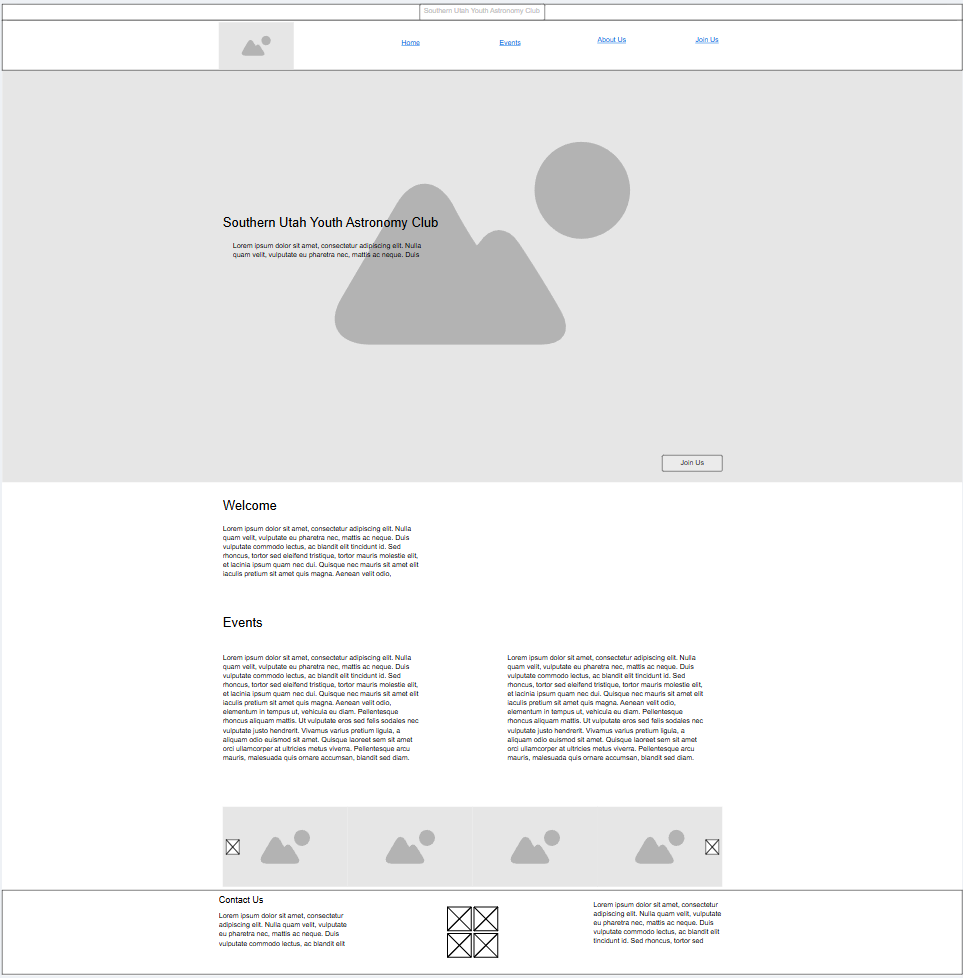 Southern Utah Youth Astronomy Club
Home
Events
About Us
Join Us
Southern Utah Youth Astronomy Club
Lorem ipsum dolor sit amet, consectetur adipiscing elit. Nulla
quam velit, vulputate eu pharetra nec, mattis ac neque. Duis
Join Us
Welcome
Lorem ipsum dolor sit amet, consectetur adipiscing elit. Nulla
quam velit, vulputate eu pharetra nec, mattis ac neque. Duis
vulputate commodo lectus, ac blandit elit tincidunt id. Sed
rhoncus, tortor sed eleifend tristique, tortor mauris molestie elit,
et lacinia ipsum quam nec dui. Quisque nec mauris sit amet elit
iaculis pretium sit amet quis magna. Aenean velit odio,
Events
Lorem ipsum dolor sit amet, consectetur adipiscing elit. Nulla
quam velit, vulputate eu pharetra nec, mattis ac neque. Duis
vulputate commodo lectus, ac blandit elit tincidunt id. Sed
rhoncus, tortor sed eleifend tristique, tortor mauris molestie elit,
et lacinia ipsum quam nec dui. Quisque nec mauris sit amet elit
iaculis pretium sit amet quis magna. Aenean velit odio,
elementum in tempus ut, vehicula eu diam. Pellentesque
rhoncus aliquam mattis. Ut vulputate eros sed felis sodales nec
vulputate justo hendrerit. Vivamus varius pretium ligula, a
aliquam odio euismod sit amet. Quisque laoreet sem sit amet
orci ullamcorper at ultricies metus viverra. Pellentesque arcu
mauris, malesuada quis ornare accumsan, blandit sed diam.
Lorem ipsum dolor sit amet, consectetur adipiscing elit. Nulla
quam velit, vulputate eu pharetra nec, mattis ac neque. Duis
vulputate commodo lectus, ac blandit elit tincidunt id. Sed
rhoncus, tortor sed eleifend tristique, tortor mauris molestie elit,
et lacinia ipsum quam nec dui. Quisque nec mauris sit amet elit
iaculis pretium sit amet quis magna. Aenean velit odio,
elementum in tempus ut, vehicula eu diam. Pellentesque
rhoncus aliquam mattis. Ut vulputate eros sed felis sodales nec
vulputate justo hendrerit. Vivamus varius pretium ligula, a
aliquam odio euismod sit amet. Quisque laoreet sem sit amet
orci ullamcorper at ultricies metus viverra. Pellentesque arcu
mauris, malesuada quis ornare accumsan, blandit sed diam.
Contact Us
Lorem ipsum dolor sit amet, consectetur
adipiscing elit. Nulla quam velit, vulputate
eu pharetra nec, mattis ac neque. Duis
vulputate commodo lectus, ac blandit elit
Lorem ipsum dolor sit amet, consectetur
adipiscing elit. Nulla quam velit, vulputate
eu pharetra nec, mattis ac neque. Duis
vulputate commodo lectus, ac blandit elit
tincidunt id. Sed rhoncus, tortor sed